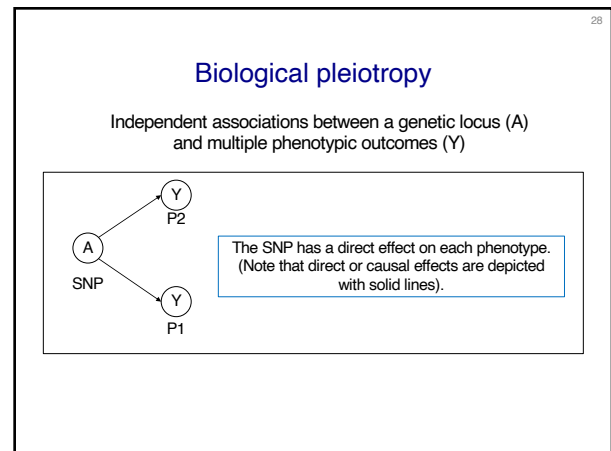 28
Biological pleiotropy
Independent associations between a genetic locus (A)
and multiple phenotypic outcomes (Y)
Y
P2
A
SNP
The SNP has a direct effect on each phenotype.
(Note that direct or causal effects are depicted
with solid lines).
Y
P1